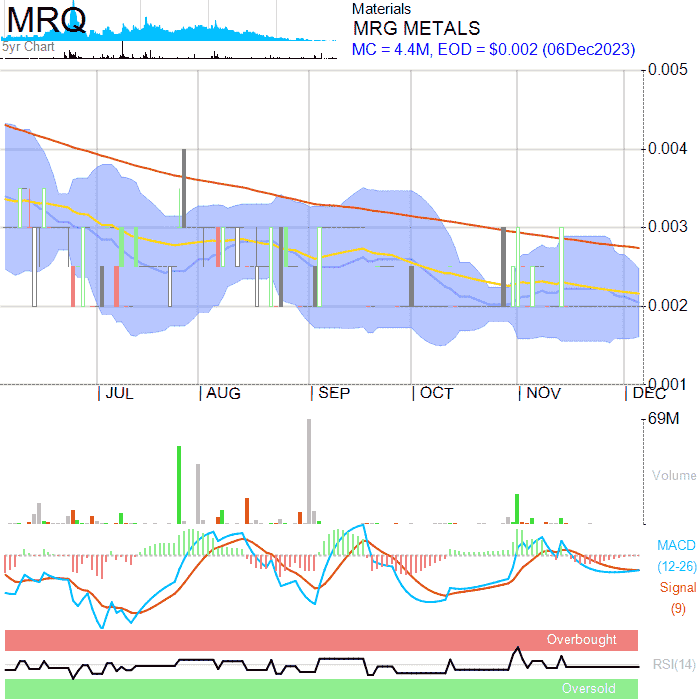 MRQ
5yr Chart
Materials
MRG METALS
MC = 4.4M, EOD = $0.002 (06Dec2023)
0.005
0.004
0.003
0.002
0.001
JUL AUG SEP OCT NOV DEC
69M
Volume
MACD
(12-26)
Signal
(9)
Overbought
RSI(14)
Oversold